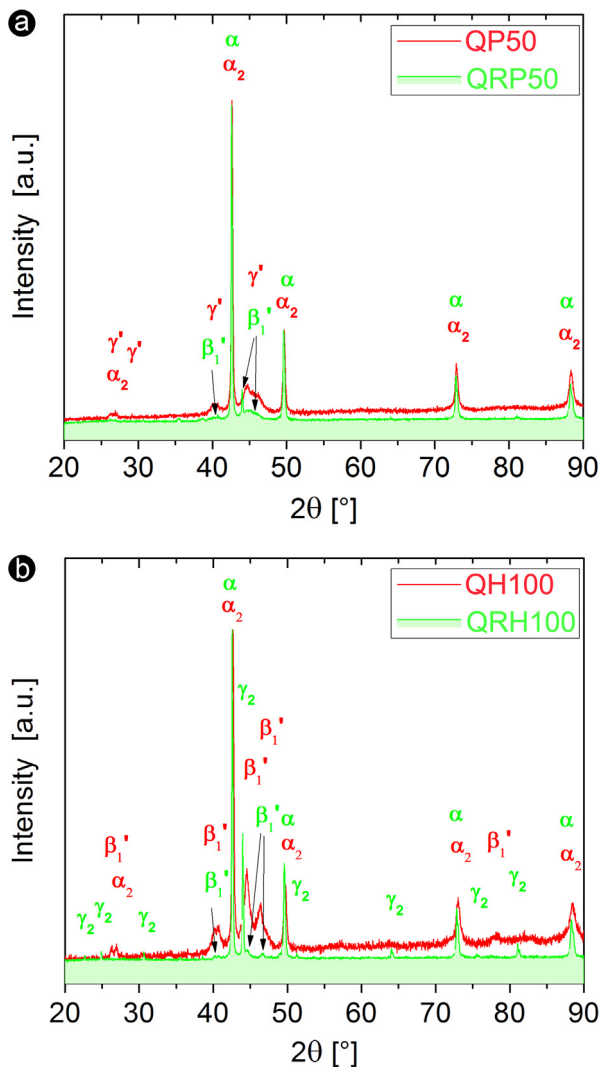 a
α
α₂
QP50
QRP50
γ'
γ'
α₂
γ'
γ'
β₁'
β₁'
α
α₂
α
α₂
α
α₂
Intensity [a.u.]
20 30 40 50 60 70 80 90
2θ [°]
b
α
α₂
QH100
QRH100
γ₂
β₁'
β₁'
β₁'
α₂
β₁'
β₁'
β₁'
α
α₂
γ₂
γ₂
γ₂
γ₂
γ₂
α
α₂
γ₂
β₁'
γ₂
α
α₂
Intensity [a.u.]
20 30 40 50 60 70 80 90
2θ [°]